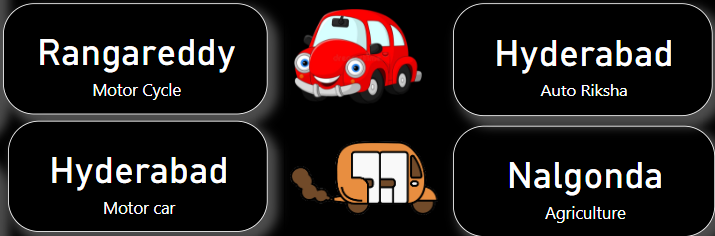 Rangareddy
Motor Cycle
Hyderabad
Auto Riksha
Hyderabad
Motor car
Nalgonda
Agriculture